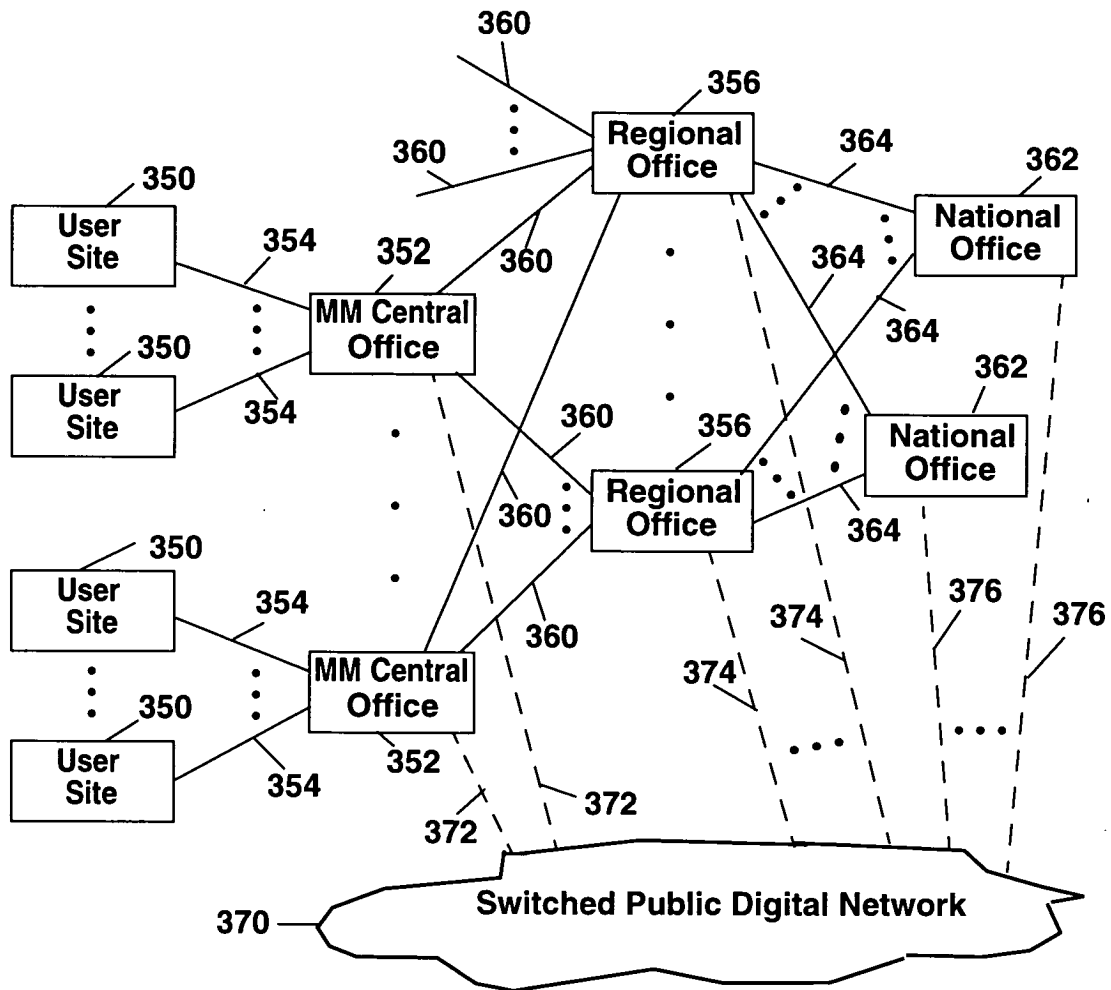 360
356
Regional
Office
360
364
362
350
User
Site
354
352
360
National
Office
MM Central
Office
364
364
350
User
Site
354
360
356
362
National
Office
Regional
Office
360
364
350
User
Site
354
360
376
374
376
374
MM Central
Office
350
User
Site
354
352
372
372
Switched Public Digital Network
370